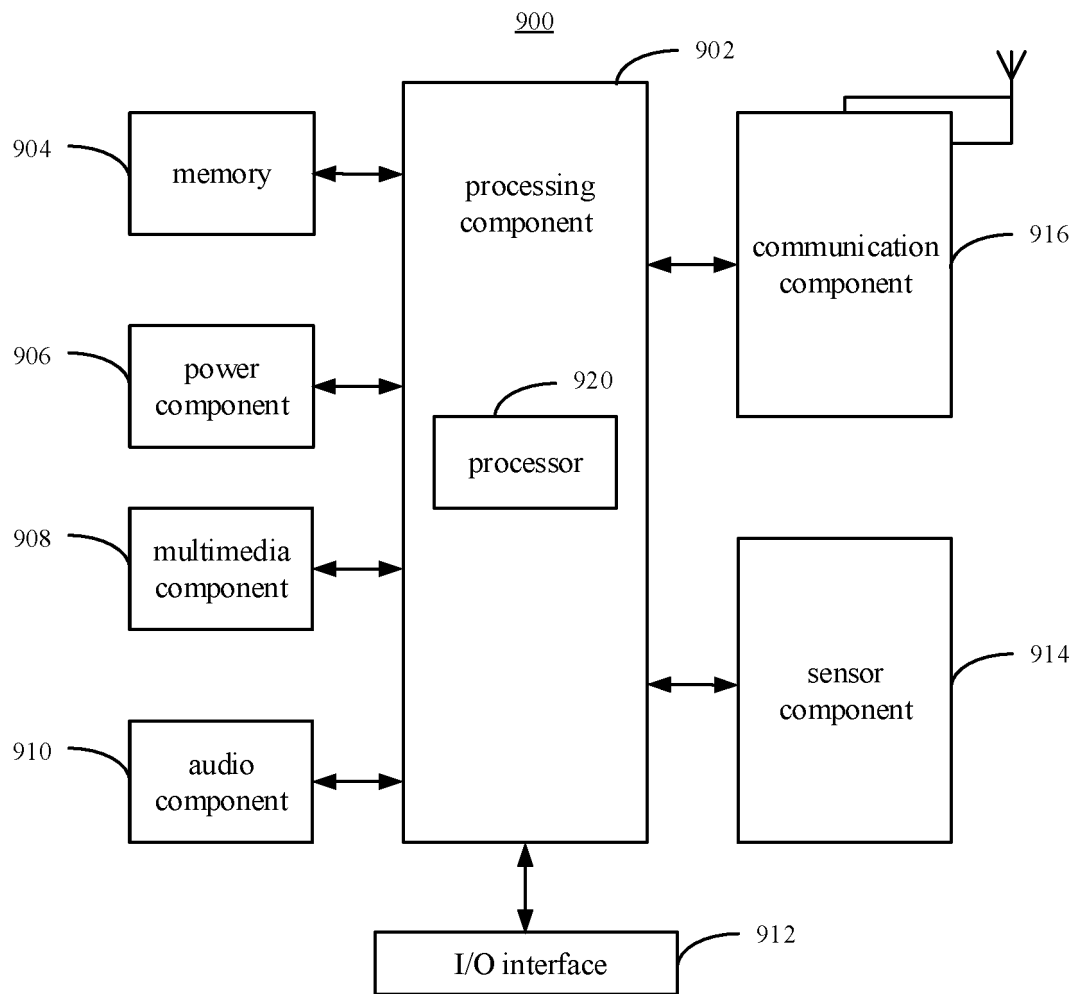 900
902
904
memory
processing
component
communication
component
916
906
power
component
920
processor
908
multimedia
component
sensor
component
914
910
audio
component
I/O interface
912